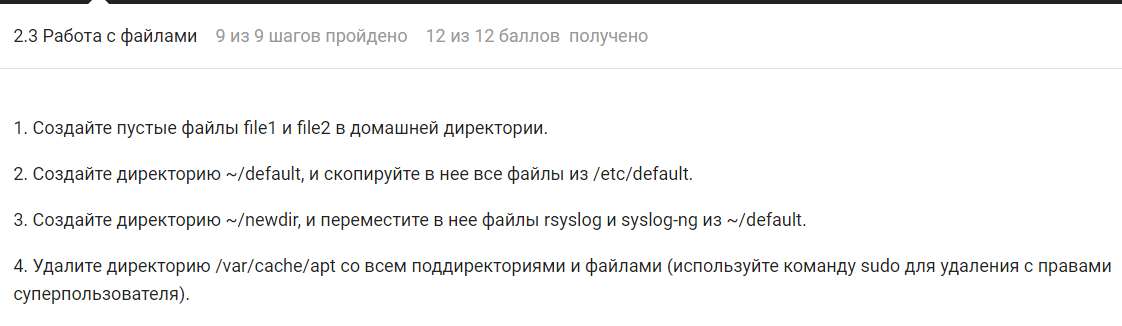 2.3 Работа с файлами 9 из 9 шагов пройдено 12 из 12 баллов получено
1. Создайте пустые файлы file1 и file2 в домашней директории.
2. Создайте директорию ~/default, и скопируйте в нее все файлы из /etc/default.
3. Создайте директорию ~/newdir, и переместите в нее файлы rsyslog и syslog-ng из ~/default.
4. Удалите директорию /var/cache/apt со всем поддиректориями и файлами (используйте команду sudo для удаления с правами
суперпользователя).